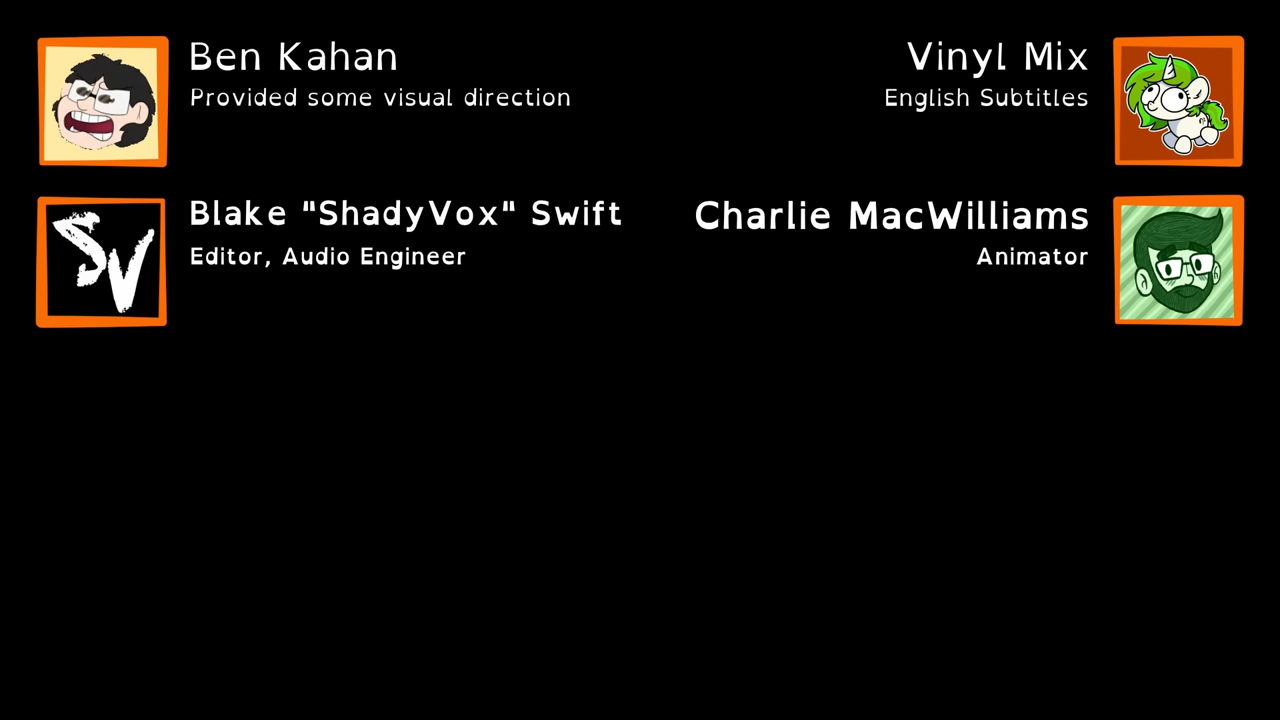 Ben Kahan
Provided some visual direction
Vinyl Mix
English Subtitles
SV
Blake "ShadyVox" Swift
Editor, Audio Engineer
Charlie MacWilliams
Animator